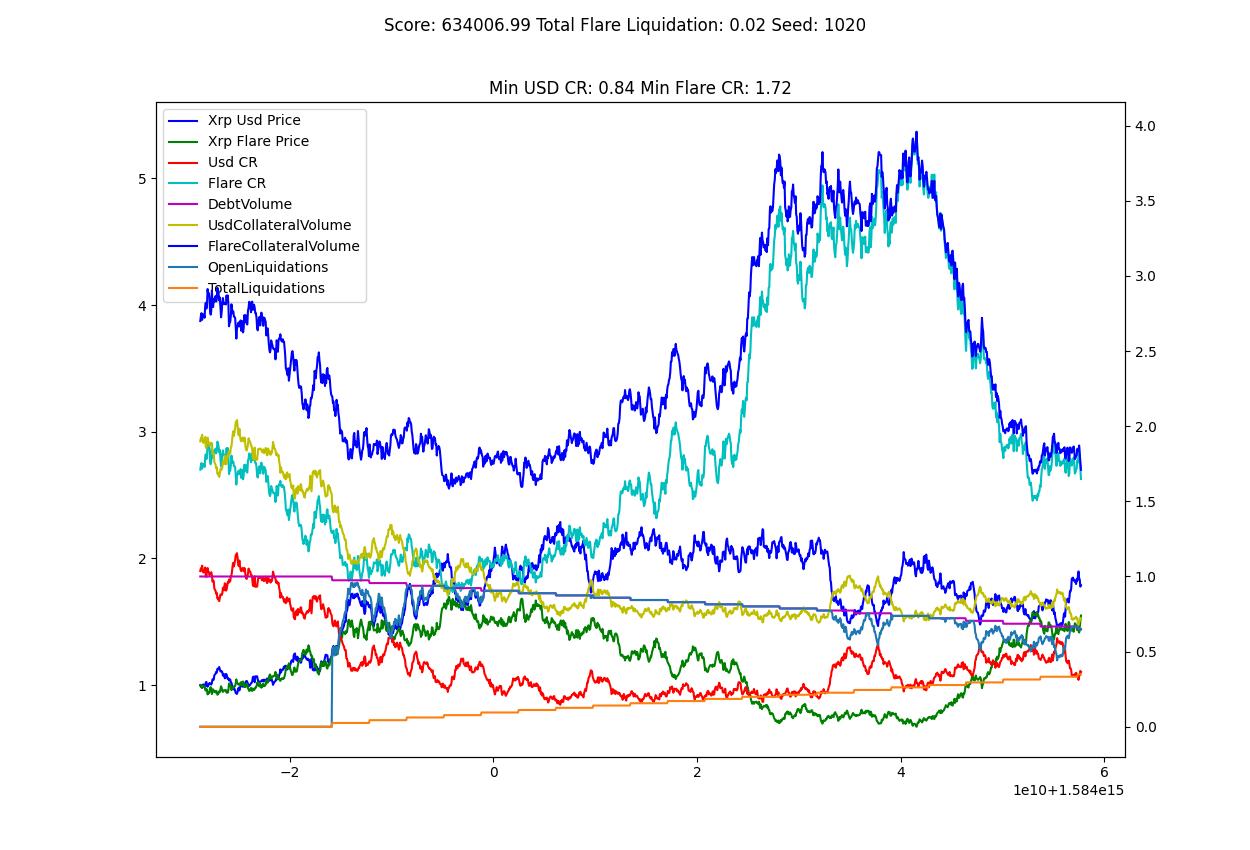 Score: 634006.99 Total Flare Liquidation: 0.02 Seed: 1020
Min USD CR: 0.84 Min Flare CR: 1.72
Xrp Usd Price
Xrp Flare Price
Usd CR
Flare CR
DebtVolume
UsdCollateralVolume
FlareCollateralVolume
OpenLiquidations
TotalLiquidations
5
4
3
2
1
4.0
3.5
3.0
2.5
2.0
1.5
1.0
0.5
0.0
−2 0 2 4 6
1e10+1.584e15